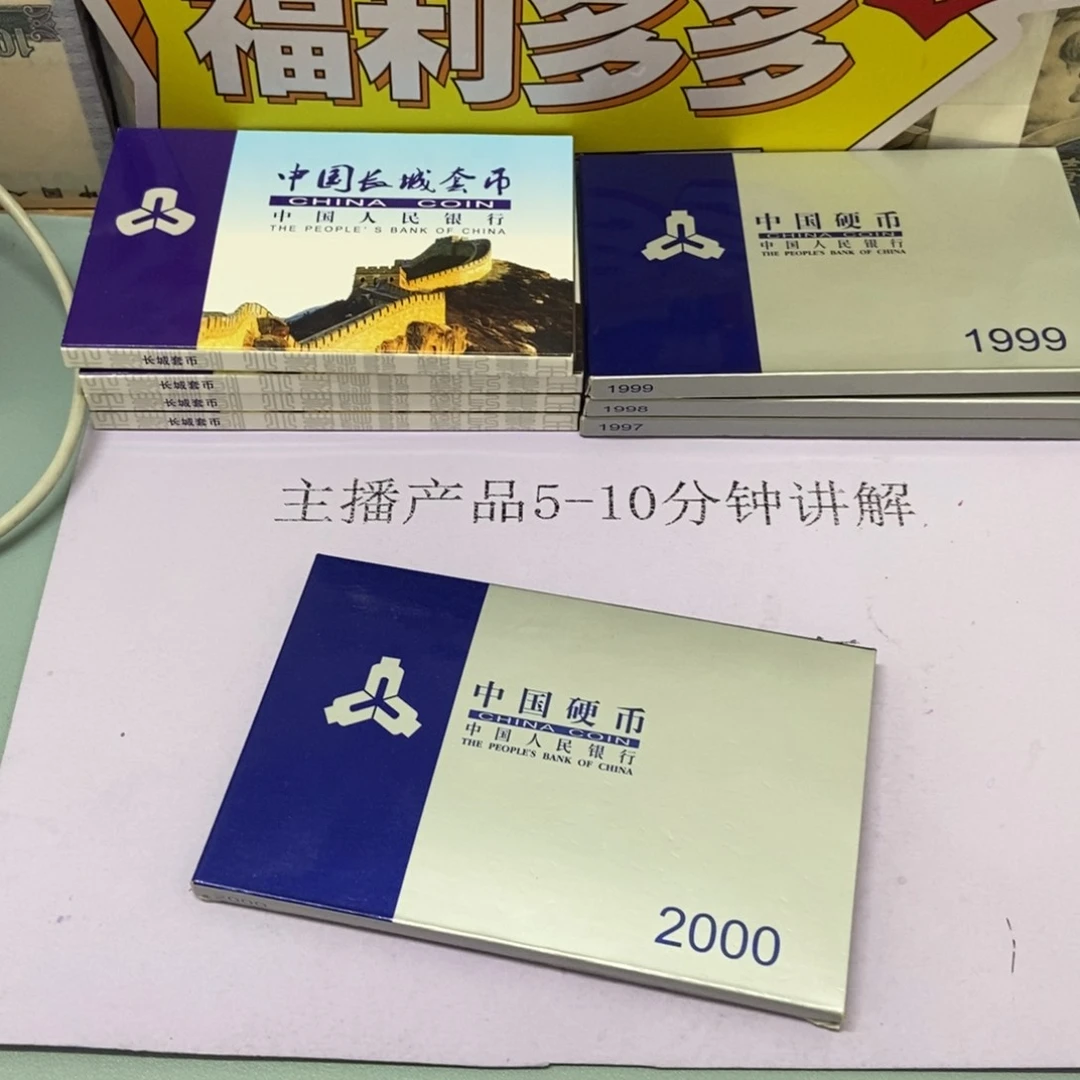 福利多多
中国长城套币
CHINA COIN
中国人民银行
THE PEOPLE'S BANK OF CHINA
长城套币
长城套币
长城套币
长城套币
中国硬币
CHINA COIN
中国人民银行
THE PEOPLE'S BANK OF CHINA
1999
1999
1998
1997
主播产品5-10分钟讲解
中国硬币
CHINA COIN
中国人民银行
THE PEOPLE'S BANK OF CHINA
2000
2000